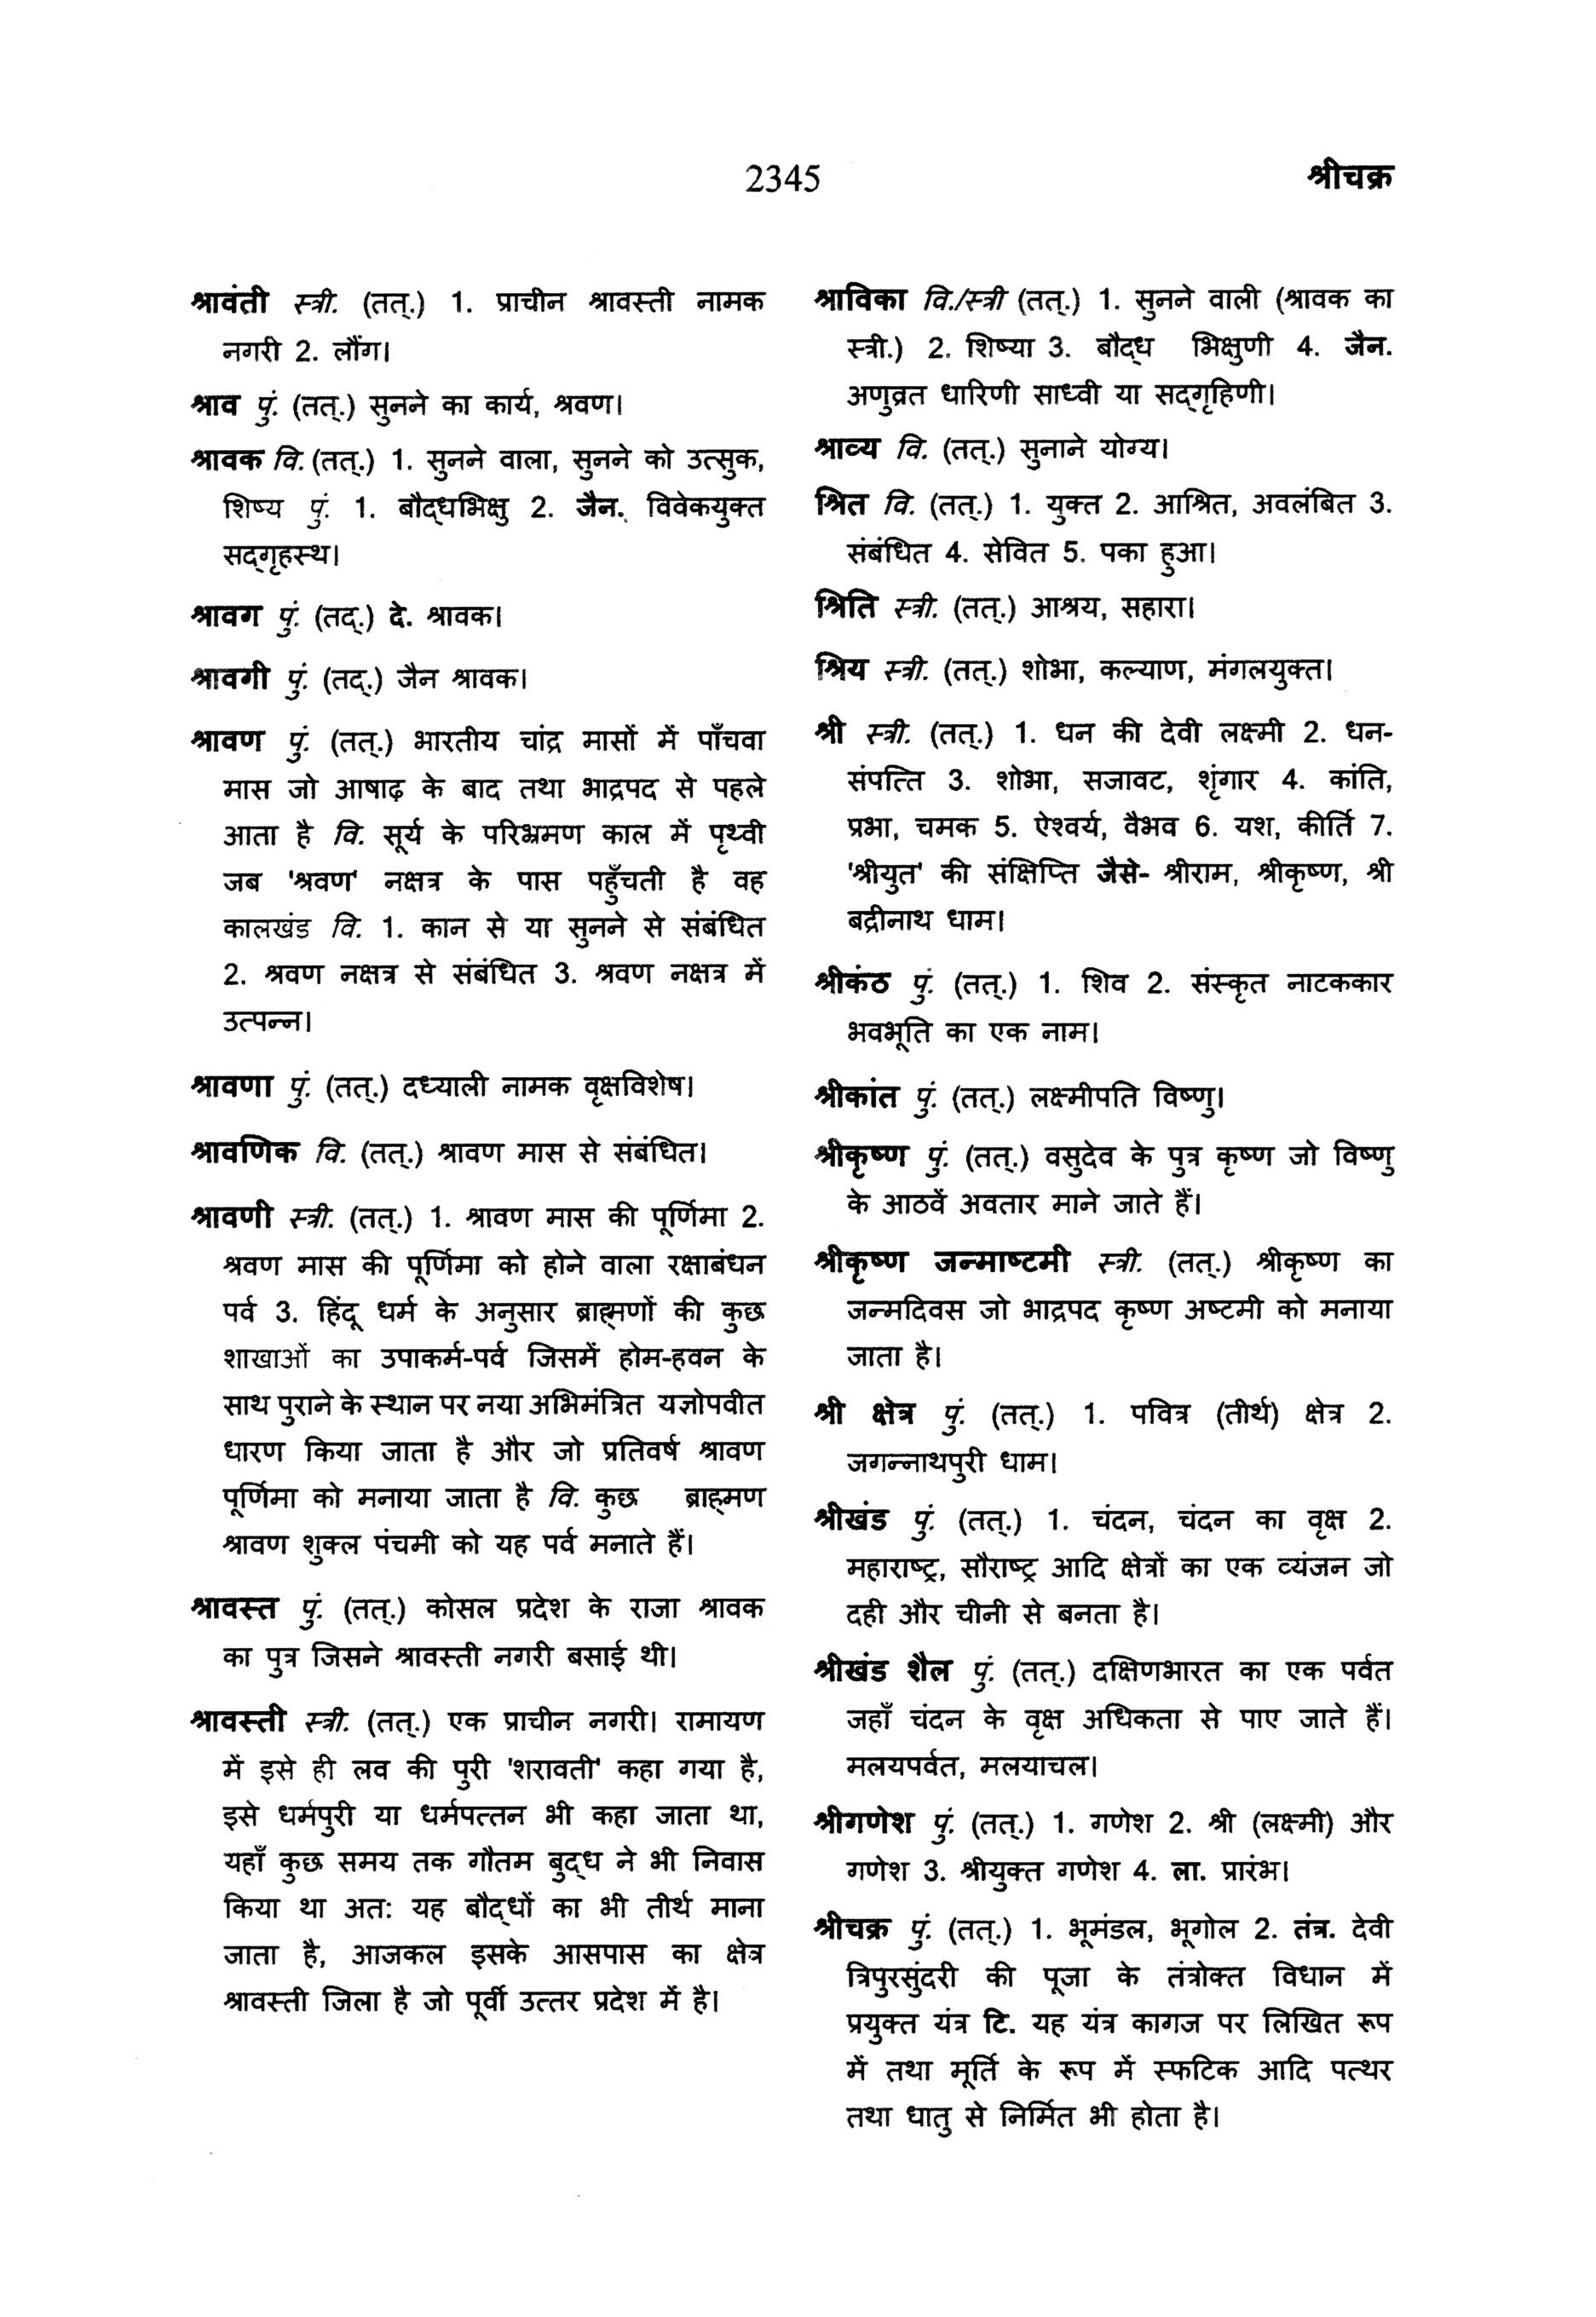 2345
श्रीचक्र
श्रावंती स्त्री. (तत्.) 1. प्राचीन श्रावस्ती नामक
नगरी 2. लौंग।
श्राव पुं. (तत्.) सुनने का कार्य, श्रवण।
श्रावक वि. (तत्.) 1. सुनने वाला, सुनने को उत्सुक,
शिष्य पुं. 1. बौद्धभिक्षु 2. जैन. विवेकयुक्त
सद्गृहस्थ।
श्रावग पुं. (तद्.) दे. श्रावक।
श्रावगी पुं. (तद्.) जैन श्रावक।
श्रावण पुं. (तत्.) भारतीय चांद्र मासों में पाँचवा
मास जो आषाढ़ के बाद तथा भाद्रपद से पहले
आता है वि. सूर्य के परिभ्रमण काल में पृथ्वी
जब 'श्रवण' नक्षत्र के पास पहुँचती है वह
कालखंड वि. 1. कान से या सुनने से संबंधित
2. श्रवण नक्षत्र से संबंधित 3. श्रवण नक्षत्र में
उत्पन्न।
श्रावणा पुं. (तत्.) दध्याली नामक वृक्षविशेष।
श्रावणिक वि. (तत्.) श्रावण मास से संबंधित।
श्रावणी स्त्री. (तत्.) 1. श्रावण मास की पूर्णिमा 2.
श्रवण मास की पूर्णिमा को होने वाला रक्षाबंधन
पर्व 3. हिंदू धर्म के अनुसार ब्राह्मणों की कुछ
शाखाओं का उपाकर्म-पर्व जिसमें होम-हवन के
साथ पुराने के स्थान पर नया अभिमंत्रित यज्ञोपवीत
धारण किया जाता है और जो प्रतिवर्ष श्रावण
पूर्णिमा को मनाया जाता है वि. कुछ ब्राह्मण
श्रावण शुक्ल पंचमी को यह पर्व मनाते हैं।
श्रावस्त पुं. (तत्.) कोसल प्रदेश के राजा श्रावक
का पुत्र जिसने श्रावस्ती नगरी बसाई थी।
श्रावस्ती स्त्री. (तत्.) एक प्राचीन नगरी। रामायण
में इसे ही लव की पुरी 'शरावती' कहा गया है,
इसे धर्मपुरी या धर्मपत्तन भी कहा जाता था,
यहाँ कुछ समय तक गौतम बुद्ध ने भी निवास
किया था अत: यह बौद्धों का भी तीर्थ माना
जाता है, आजकल इसके आसपास का क्षेत्र
श्रावस्ती जिला है जो पूर्वी उत्तर प्रदेश में है।
श्राविका वि./स्त्री (तत्.) 1. सुनने वाली (श्रावक का
स्त्री.) 2. शिष्या 3. बौद्ध भिक्षुणी 4. जैन.
अणुव्रत धारिणी साध्वी या सद्गृहिणी।
श्राव्य वि. (तत्.) सुनाने योग्य।
श्रित वि. (तत्.) 1. युक्त 2. आश्रित, अवलंबित 3.
संबंधित 4. सेवित 5. पका हुआ।
श्रिति स्त्री. (तत्.) आश्रय, सहारा।
श्रिय स्त्री. (तत्.) शोभा, कल्याण, मंगलयुक्त।
श्री स्त्री. (तत्.) 1. धन की देवी लक्ष्मी 2. धन-
संपत्ति 3. शोभा, सजावट, शृंगार 4. कांति,
प्रभा, चमक 5. ऐश्वर्य, वैभव 6. यश, कीर्ति 7.
'श्रीयुत' की संक्षिप्ति जैसे- श्रीराम, श्रीकृष्ण, श्री
बद्रीनाथ धाम।
श्रीकंठ पुं. (तत्.) 1. शिव 2. संस्कृत नाटककार
भवभूति का एक नाम।
श्रीकांत पुं. (तत्.) लक्ष्मीपति विष्णु।
श्रीकृष्ण पुं. (तत्.) वसुदेव के पुत्र कृष्ण जो विष्णु
के आठवें अवतार माने जाते हैं।
श्रीकृष्ण जन्माष्टमी स्त्री. (तत्.) श्रीकृष्ण का
जन्मदिवस जो भाद्रपद कृष्ण अष्टमी को मनाया
जाता है।
श्री क्षेत्र पुं. (तत्.) 1. पवित्र (तीर्थ) क्षेत्र 2.
जगन्नाथपुरी धाम।
श्रीखंड पुं. (तत्.) 1. चंदन, चंदन का वृक्ष 2.
महाराष्ट्र, सौराष्ट्र आदि क्षेत्रों का एक व्यंजन जो
दही और चीनी से बनता है।
श्रीखंड शैल पुं. (तत्.) दक्षिणभारत का एक पर्वत
जहाँ चंदन के वृक्ष अधिकता से पाए जाते हैं।
मलयपर्वत, मलयाचल।
श्रीगणेश पुं. (तत्.) 1. गणेश 2. श्री (लक्ष्मी) और
गणेश 3. श्रीयुक्त गणेश 4. ला. प्रारंभ।
श्रीचक्र पुं. (तत्.) 1. भूमंडल, भूगोल 2. तंत्र. देवी
त्रिपुरसुंदरी की पूजा के तंत्रोक्त विधान में
प्रयुक्त यंत्र टि. यह यंत्र कागज पर लिखित रूप
में तथा मूर्ति के रूप में स्फटिक आदि पत्थर
तथा धातु से निर्मित भी होता है।